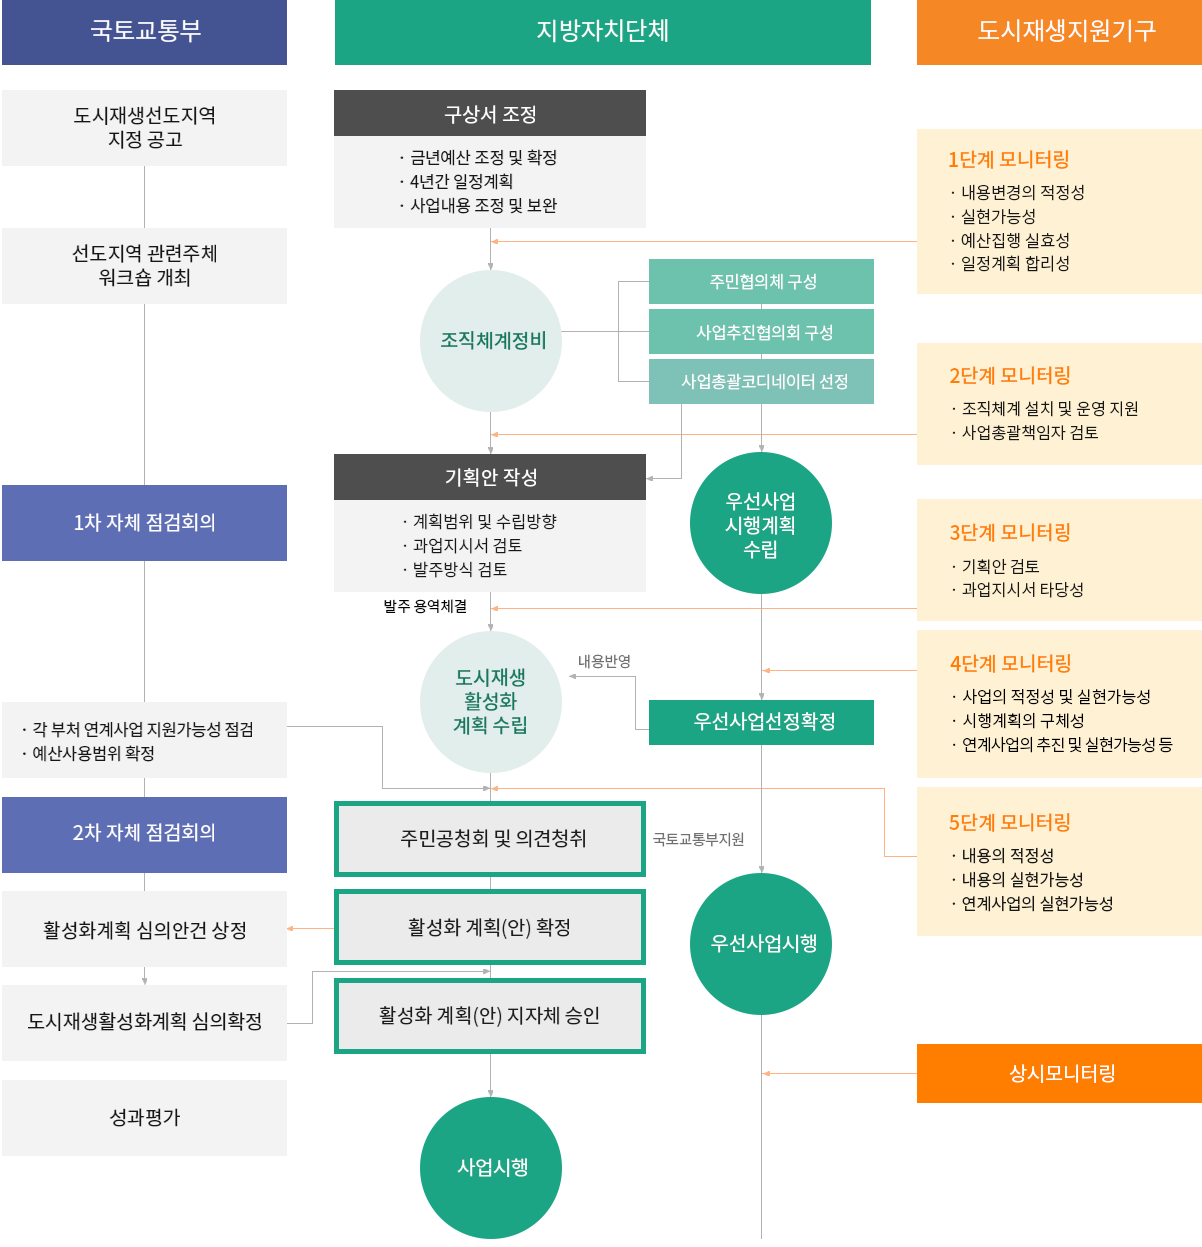 국토교통부
지방자치단체
도시재생지원기구
도시재생선도지역
지정 공고
선도지역 관련주체
워크숍 개최
1차 자체 점검회의
· 각 부처 연계사업 지원가능성 점검
· 예산사용범위 확정
2차 자체 점검회의
활성화계획 심의안건 상정
도시재생활성화계획 심의확정
성과평가
구상서 조정
· 금년예산 조정 및 확정
· 4년간 일정계획
· 사업내용 조정 및 보완
조직체계정비
주민협의체 구성
사업추진협의회 구성
사업총괄코디네이터 선정
기획안 작성
· 계획범위 및 수립방향
· 과업지시서 검토
· 발주방식 검토
발주 용역체결
우선사업
시행계획
수립
도시재생
활성화
계획 수립
내용반영
우선사업선정확정
주민공청회 및 의견청취
국토교통부지원
활성화 계획(안) 확정
우선사업시행
활성화 계획(안) 지자체 승인
사업시행
1단계 모니터링
· 내용변경의 적정성
· 실현가능성
· 예산집행 실효성
· 일정계획 합리성
2단계 모니터링
· 조직체계 설치 및 운영 지원
· 사업총괄책임자 검토
3단계 모니터링
· 기획안 검토
· 과업지시서 타당성
4단계 모니터링
· 사업의 적정성 및 실현가능성
· 시행계획의 구체성
· 연계사업의 추진 및 실현가능성 등
5단계 모니터링
· 내용의 적정성
· 내용의 실현가능성
· 연계사업의 실현가능성
상시모니터링